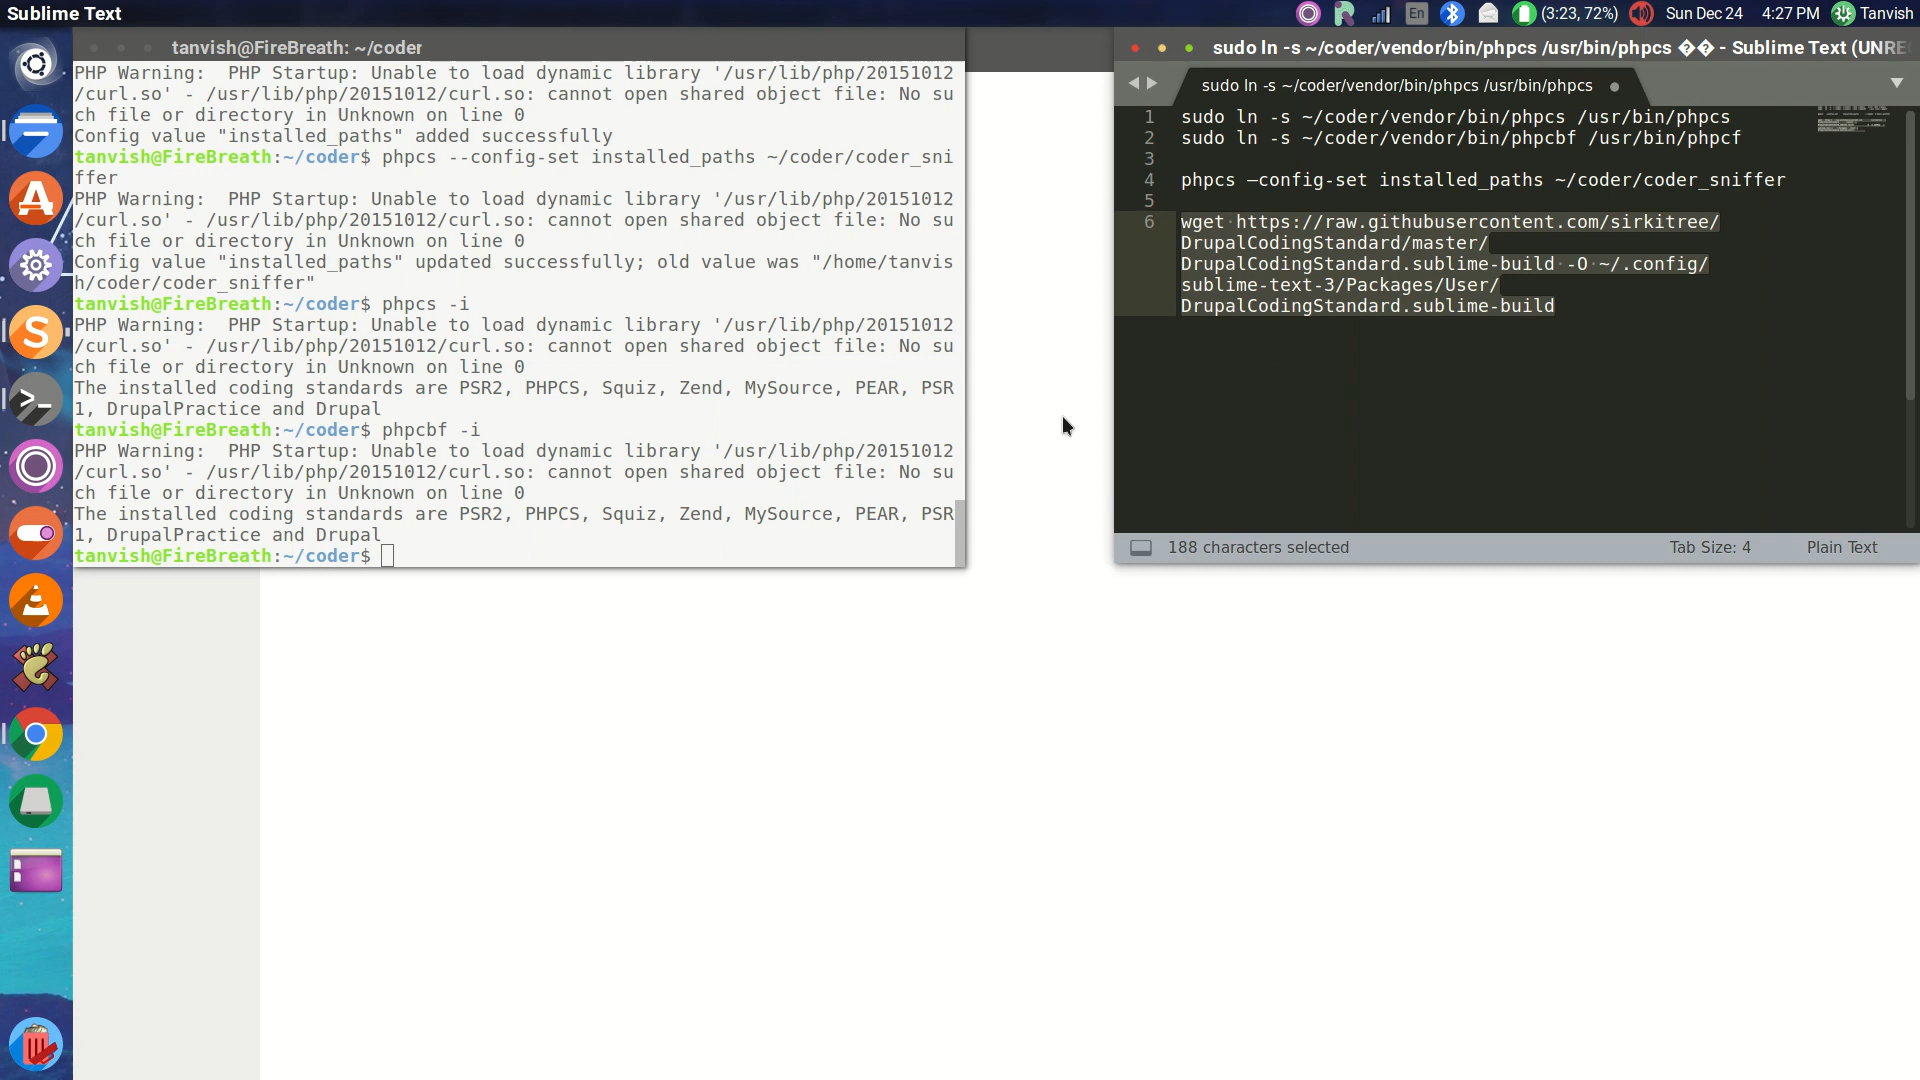 Sublime Text
En
(3:23, 72%)
Sun Dec 24
4:27 PM
Tanvish
tanvish@FireBreath: ~/coder
PHP Warning:  PHP Startup: Unable to load dynamic library '/usr/lib/php/20151012
/curl.so' - /usr/lib/php/20151012/curl.so: cannot open shared object file: No su
ch file or directory in Unknown on line 0
Config value "installed_paths" added successfully
tanvish@FireBreath:~/coder$ phpcs --config-set installed_paths ~/coder/coder_sni
ffer
PHP Warning:  PHP Startup: Unable to load dynamic library '/usr/lib/php/20151012
/curl.so' - /usr/lib/php/20151012/curl.so: cannot open shared object file: No su
ch file or directory in Unknown on line 0
Config value "installed_paths" updated successfully; old value was "/home/tanvis
h/coder/coder_sniffer"
tanvish@FireBreath:~/coder$ phpcs -i
PHP Warning:  PHP Startup: Unable to load dynamic library '/usr/lib/php/20151012
/curl.so' - /usr/lib/php/20151012/curl.so: cannot open shared object file: No su
ch file or directory in Unknown on line 0
The installed coding standards are PSR2, PHPCS, Squiz, Zend, MySource, PEAR, PSR
1, DrupalPractice and Drupal
tanvish@FireBreath:~/coder$ phpcbf -i
PHP Warning:  PHP Startup: Unable to load dynamic library '/usr/lib/php/20151012
/curl.so' - /usr/lib/php/20151012/curl.so: cannot open shared object file: No su
ch file or directory in Unknown on line 0
The installed coding standards are PSR2, PHPCS, Squiz, Zend, MySource, PEAR, PSR
1, DrupalPractice and Drupal
tanvish@FireBreath:~/coder$
sudo ln -s ~/coder/vendor/bin/phpcs /usr/bin/phpcs �� - Sublime Text (UNRE
sudo ln -s ~/coder/vendor/bin/phpcs /usr/bin/phpcs
1 sudo ln -s ~/coder/vendor/bin/phpcs /usr/bin/phpcs
2 sudo ln -s ~/coder/vendor/bin/phpcbf /usr/bin/phpcf
3
4 phpcs –config-set installed_paths ~/coder/coder_sniffer
5
6 wget https://raw.githubusercontent.com/sirkitree/
DrupalCodingStandard/master/
DrupalCodingStandard.sublime-build -O ~/.config/
sublime-text-3/Packages/User/
DrupalCodingStandard.sublime-build
188 characters selected
Tab Size: 4
Plain Text